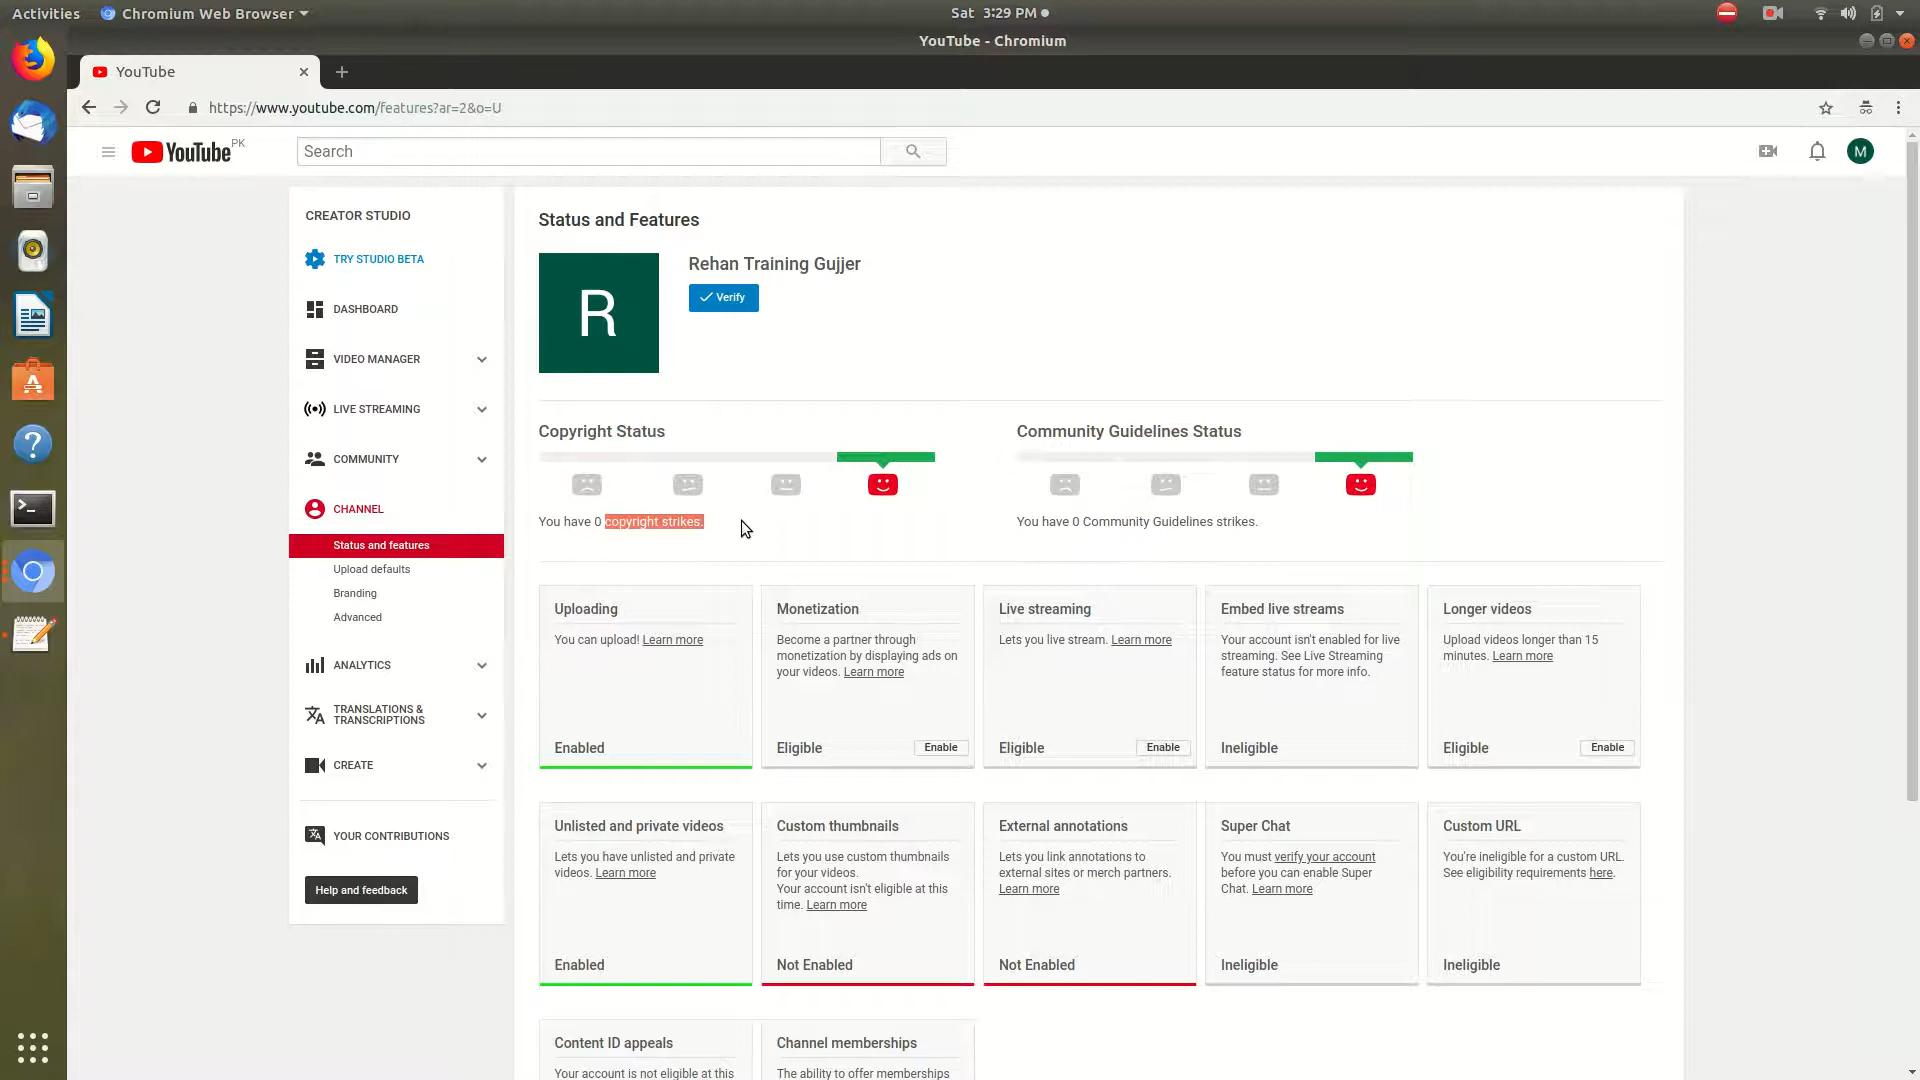 Activities
Chromium Web Browser
Sat 3:29 PM
YouTube - Chromium
YouTube
https://www.youtube.com/features?ar=2&o=U
YouTube PK
Search
M
CREATOR STUDIO
TRY STUDIO BETA
DASHBOARD
VIDEO MANAGER
LIVE STREAMING
COMMUNITY
CHANNEL
Status and features
Upload defaults
Branding
Advanced
ANALYTICS
TRANSLATIONS &
TRANSCRIPTIONS
CREATE
YOUR CONTRIBUTIONS
Help and feedback
Status and Features
R
Rehan Training Gujjer
Verify
Copyright Status
You have 0 copyright strikes.
Community Guidelines Status
You have 0 Community Guidelines strikes.
Uploading
You can upload! Learn more
Enabled
Monetization
Become a partner through
monetization by displaying ads on
your videos. Learn more
Eligible
Enable
Live streaming
Lets you live stream. Learn more
Eligible
Enable
Embed live streams
Your account isn't enabled for live
streaming. See Live Streaming
feature status for more info.
Ineligible
Longer videos
Upload videos longer than 15
minutes. Learn more
Eligible
Enable
Unlisted and private videos
Lets you have unlisted and private
videos. Learn more
Enabled
Custom thumbnails
Lets you use custom thumbnails
for your videos.
Your account isn't eligible at this
time. Learn more
Not Enabled
External annotations
Lets you link annotations to
external sites or merch partners.
Learn more
Not Enabled
Super Chat
You must verify your account
before you can enable Super
Chat. Learn more
Ineligible
Custom URL
You're ineligible for a custom URL.
See eligibility requirements here.
Ineligible
Content ID appeals
Your account is not eligible at this
Channel memberships
The ability to offer memberships